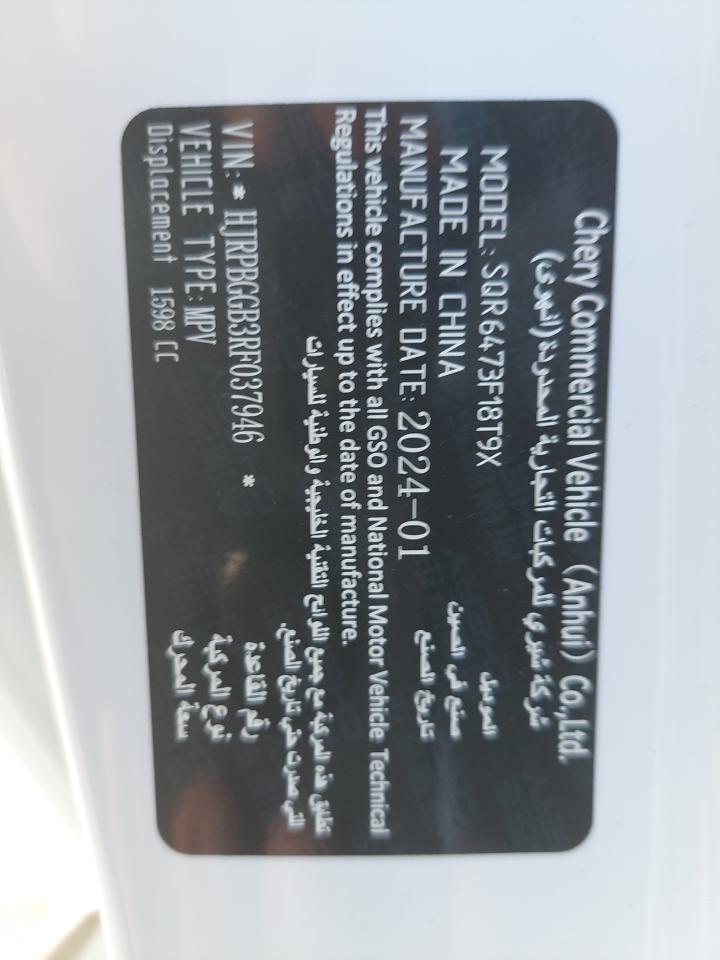 Chery Commercial Vehicle (Anhui) Co.,Ltd.
شركة شيري للمركبات التجارية المحدودة (انهوى)
MODEL: SQR6473F18T9X الموديل
MADE IN CHINA صنع في الصين
MANUFACTURE DATE: 2024-01 تاريخ الصنع
This vehicle complies with all GSO and National Motor Vehicle Technical
Regulations in effect up to the date of manufacture.
تطابق هذه المركبة مع جميع اللوائح التقنية الخليجية والوطنية للسيارات
التي صدرت حتى تاريخ الصنع.
VIN: * HJRPBGGB3RF037946 * رقم القاعدة
VEHICLE TYPE: MPV نوع المركبة
Displacement 1598 CC سعة المحرك